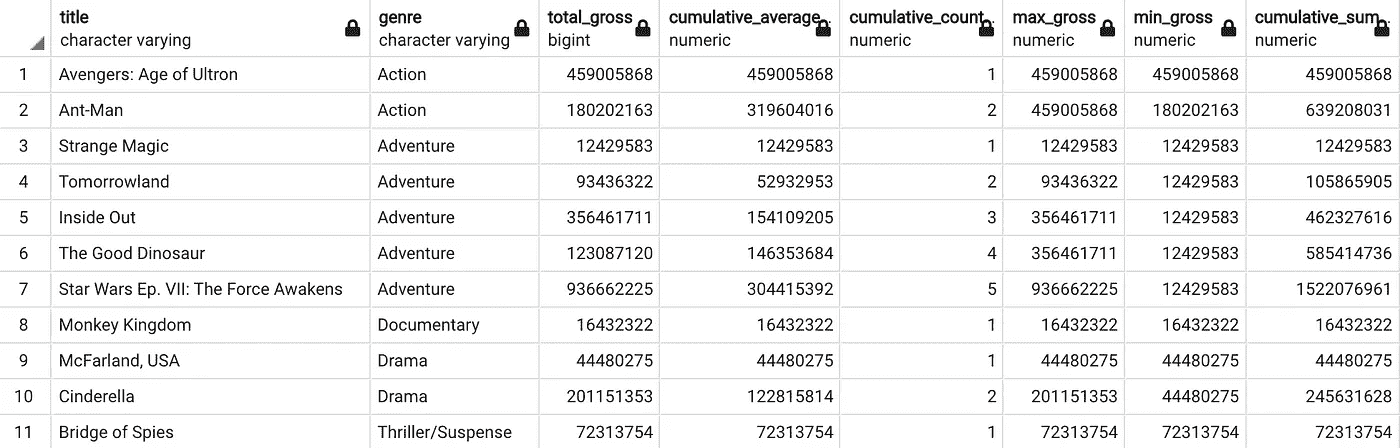 title genre total_gross cumulative_average cumulative_count max_gross min_gross cumulative_sum
character varying character varying bigint numeric numeric numeric numeric numeric
1 Avengers: Age of Ultron Action 459005868 459005868 1 459005868 459005868 459005868
2 Ant-Man Action 180202163 319604016 2 459005868 180202163 639208031
3 Strange Magic Adventure 12429583 12429583 1 12429583 12429583 12429583
4 Tomorrowland Adventure 93436322 52932953 2 93436322 12429583 105865905
5 Inside Out Adventure 356461711 154109205 3 356461711 12429583 462327616
6 The Good Dinosaur Adventure 123087120 146353684 4 356461711 12429583 585414736
7 Star Wars Ep. VII: The Force Awakens Adventure 936662225 304415392 5 936662225 12429583 1522076961
8 Monkey Kingdom Documentary 16432322 16432322 1 16432322 16432322 16432322
9 McFarland, USA Drama 44480275 44480275 1 44480275 44480275 44480275
10 Cinderella Drama 201151353 122815814 2 201151353 44480275 245631628
11 Bridge of Spies Thriller/Suspense 72313754 72313754 1 72313754 72313754 72313754